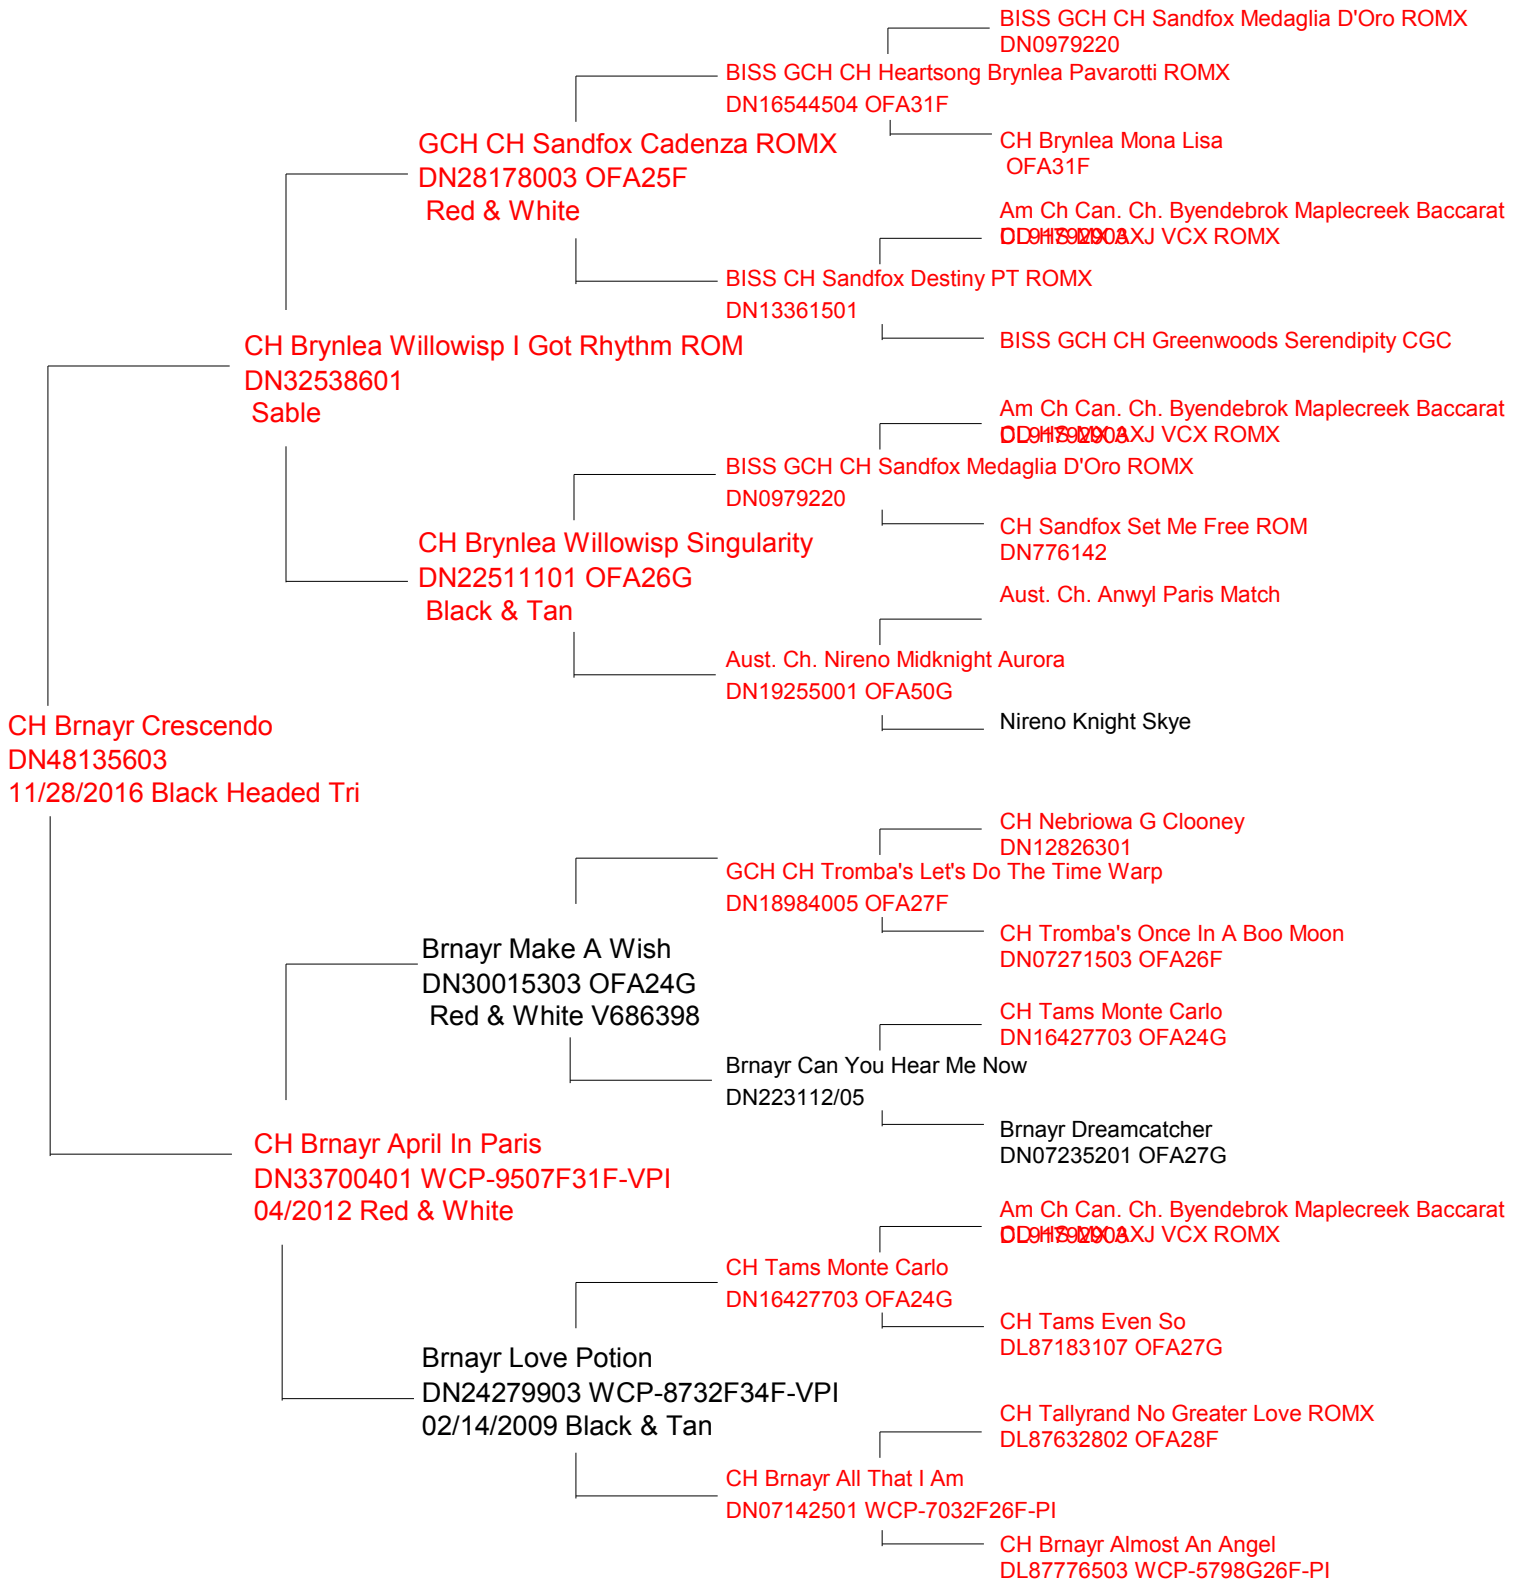 BISS GCH CH Sandfox Medaglia D'Oro ROMX
DN0979220
BISS GCH CH Heartsong Brynlea Pavarotti ROMX
DN16544504 OFA31F
GCH CH Sandfox Cadenza ROMX
DN28178003 OFA25F
Red & White
CH Brynlea Mona Lisa
OFA31F
Am Ch Can. Ch. Byendebrok Maplecreek Baccarat
AXJ VCX ROMX
BISS CH Sandfox Destiny PT ROMX
DN13361501
BISS GCH CH Greenwoods Serendipity CGC
CH Brynlea Willowisp I Got Rhythm ROM
DN32538601
Sable
Am Ch Can. Ch. Byendebrok Maplecreek Baccarat
AXJ VCX ROMX
BISS GCH CH Sandfox Medaglia D'Oro ROMX
DN0979220
CH Sandfox Set Me Free ROM
DN776142
CH Brynlea Willowisp Singularity
DN22511101 OFA26G
Black & Tan
Aust. Ch. Anwyl Paris Match
Aust. Ch. Nireno Midknight Aurora
DN19255001 OFA50G
Nireno Knight Skye
CH Brnayr Crescendo
DN48135603
11/28/2016 Black Headed Tri
CH Nebriowa G Clooney
DN12826301
GCH CH Tromba's Let's Do The Time Warp
DN18984005 OFA27F
CH Tromba's Once In A Boo Moon
DN07271503 OFA26F
Brnayr Make A Wish
DN30015303 OFA24G
Red & White V686398
CH Tams Monte Carlo
DN16427703 OFA24G
Brnayr Can You Hear Me Now
DN223112/05
Brnayr Dreamcatcher
DN07235201 OFA27G
CH Brnayr April In Paris
DN33700401 WCP-9507F31F-VPI
04/2012 Red & White
Am Ch Can. Ch. Byendebrok Maplecreek Baccarat
AXJ VCX ROMX
CH Tams Monte Carlo
DN16427703 OFA24G
CH Tams Even So
DL87183107 OFA27G
Brnayr Love Potion
DN24279903 WCP-8732F34F-VPI
02/14/2009 Black & Tan
CH Tallyrand No Greater Love ROMX
DL87632802 OFA28F
CH Brnayr All That I Am
DN07142501 WCP-7032F26F-PI
CH Brnayr Almost An Angel
DL87776503 WCP-5798G26F-PI